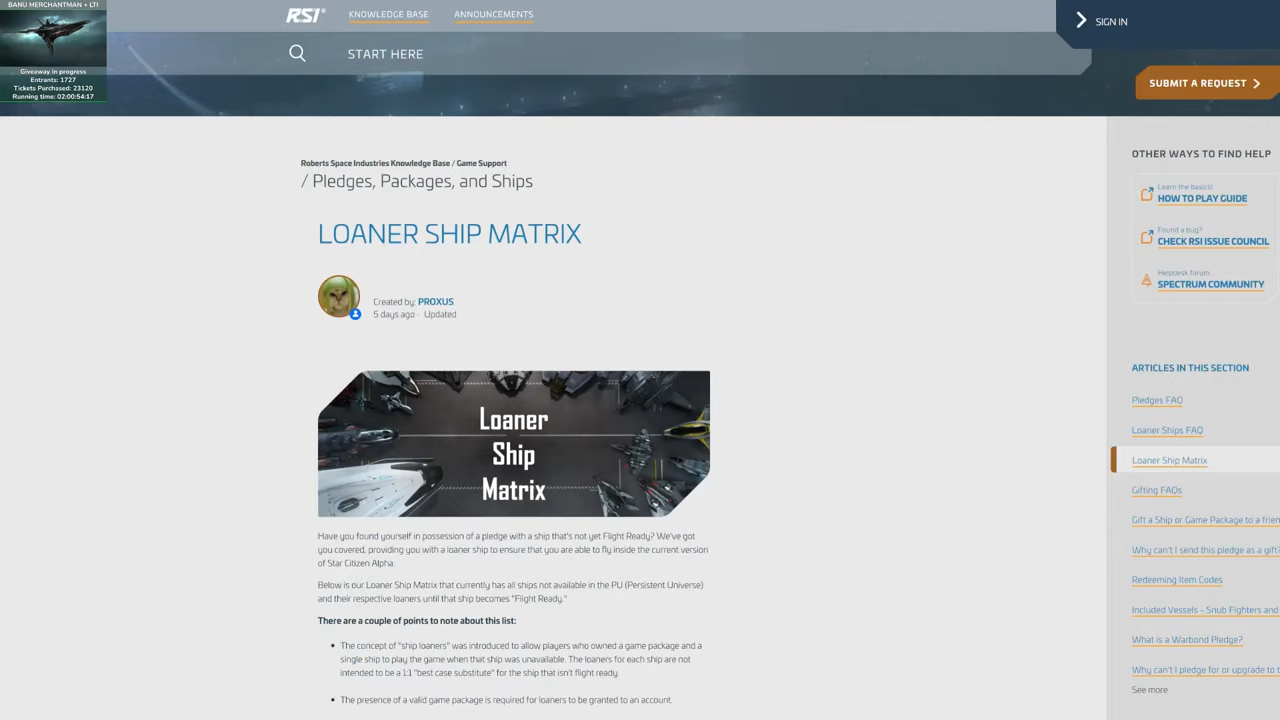 BANU MERCHANTMAN + LTI
Giveaway in progress
Entrants: 1727
Tickets Purchased: 23120
Running time: 02:00:54:17
RSI
KNOWLEDGE BASE
ANNOUNCEMENTS
SIGN IN
START HERE
SUBMIT A REQUEST
Roberts Space Industries Knowledge Base / Game Support
/ Pledges, Packages, and Ships
LOANER SHIP MATRIX
Created by: PROXUS
5 days ago · Updated
Loaner
Ship
Matrix
Have you found yourself in possession of a pledge with a ship that's not yet Flight Ready? We've got
you covered, providing you with a loaner ship to ensure that you are able to fly inside the current version
of Star Citizen Alpha.
Below is our Loaner Ship Matrix that currently has all ships not available in the PU (Persistent Universe)
and their respective loaners until that ship becomes "Flight Ready."
There are a couple of points to note about this list:
• The concept of "ship loaners" was introduced to allow players who owned a game package and a
single ship to play the game when that ship was unavailable. The loaners for each ship are not
intended to be a 1:1 "best case substitute" for the ship that isn't flight ready.
• The presence of a valid game package is required for loaners to be granted to an account.
OTHER WAYS TO FIND HELP
Learn the basics!
HOW TO PLAY GUIDE
Found a bug?
CHECK RSI ISSUE COUNCIL
Helpdesk forum
SPECTRUM COMMUNITY
ARTICLES IN THIS SECTION
Pledges FAQ
Loaner Ships FAQ
Loaner Ship Matrix
Gifting FAQs
Gift a Ship or Game Package to a frien
Why can't I send this pledge as a gift?
Redeeming Item Codes
Included Vessels - Snub Fighters and
What is a Warbond Pledge?
Why can't I pledge for or upgrade to t
See more